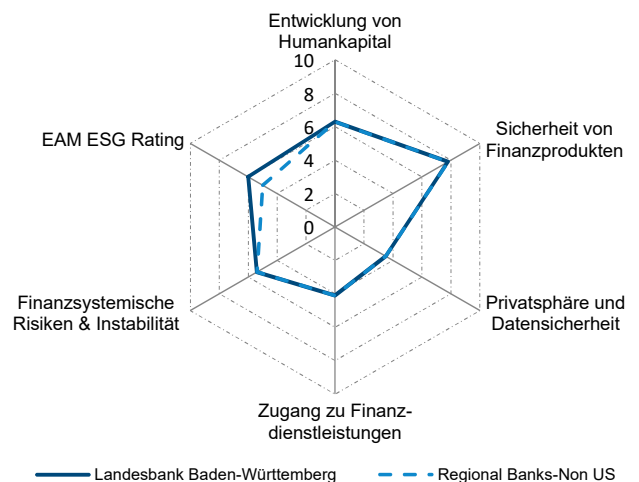 Entwicklung von
Humankapital
10
8
6
4
2
0
EAM ESG Rating
Sicherheit von
Finanzprodukten
Finanzsystemische
Risiken & Instabilität
Privatsphäre und
Datensicherheit
Zugang zu Finanz-
dienstleistungen
Landesbank Baden-Württemberg
Regional Banks-Non US